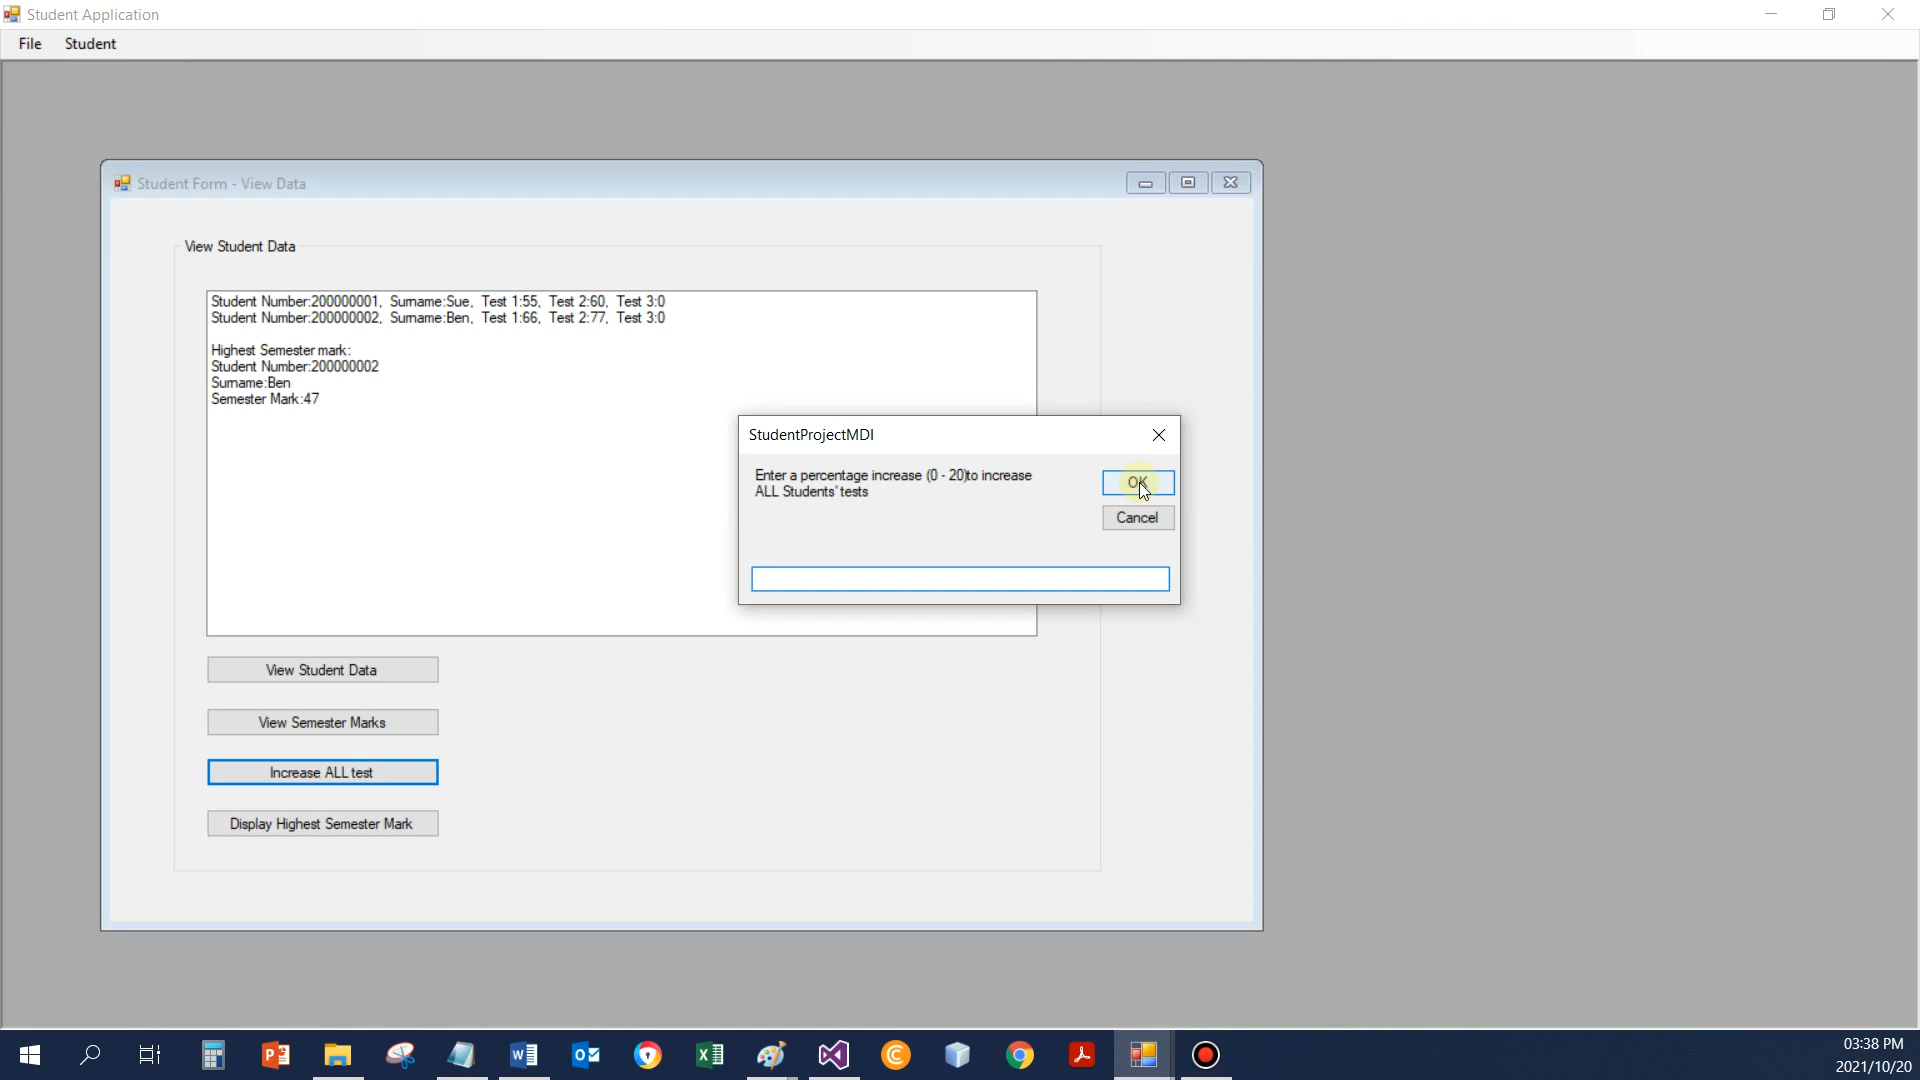 Student Application
File Student
Student Form - View Data
View Student Data
Student Number:200000001, Surname:Sue, Test 1:55, Test 2:60, Test 3:0
Student Number:200000002, Surname:Ben, Test 1:66, Test 2:77, Test 3:0
Highest Semester mark:
Student Number:200000002
Surname:Ben
Semester Mark:47
StudentProjectMDI
Enter a percentage increase (0 - 20)to increase
ALL Students' tests
OK
Cancel
View Student Data
View Semester Marks
Increase ALL test
Display Highest Semester Mark
03:38 PM
2021/10/20